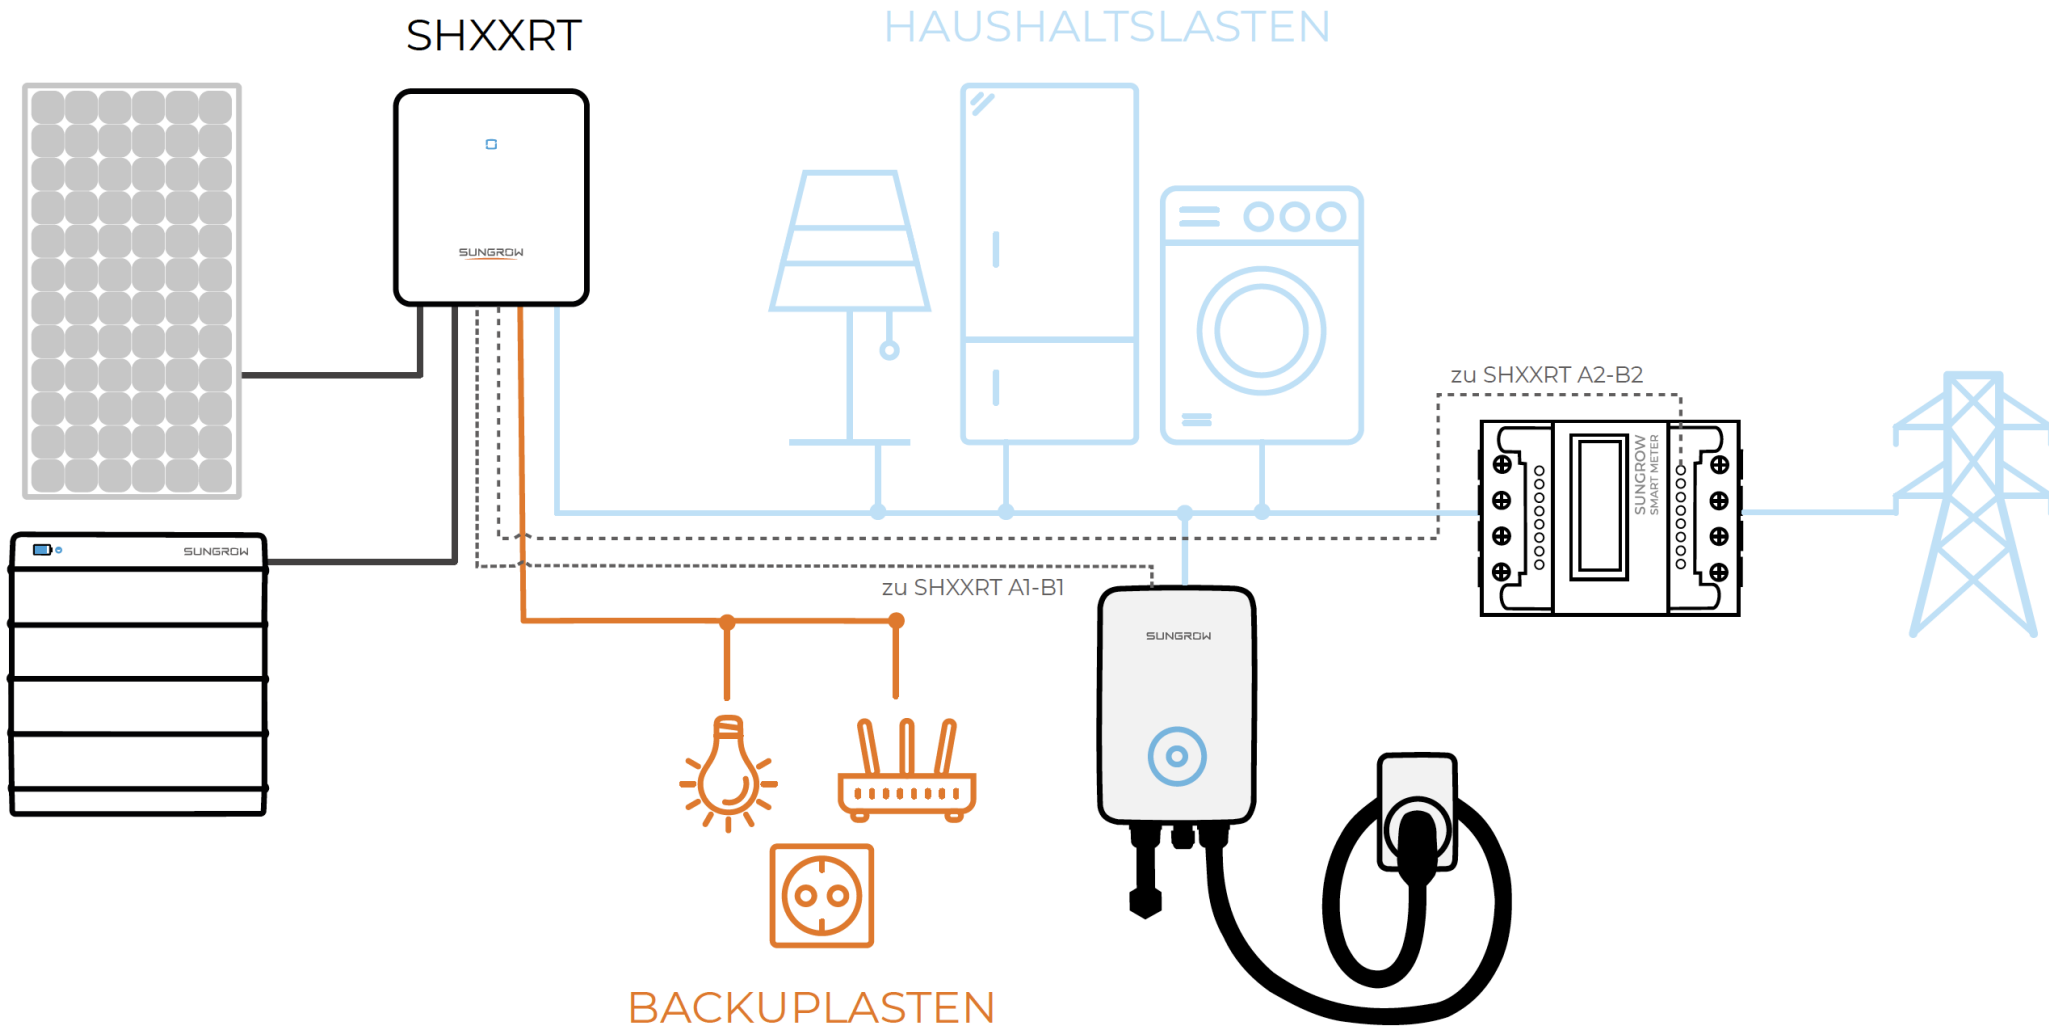 SHXXRT
HAUSHALTSLASTEN
SUNGROW
zu SHXXRT A2-B2
SUNGROW
SMART METER
SUNGROW
zu SHXXRT A1-B1
SUNGROW
BACKUPLASTEN